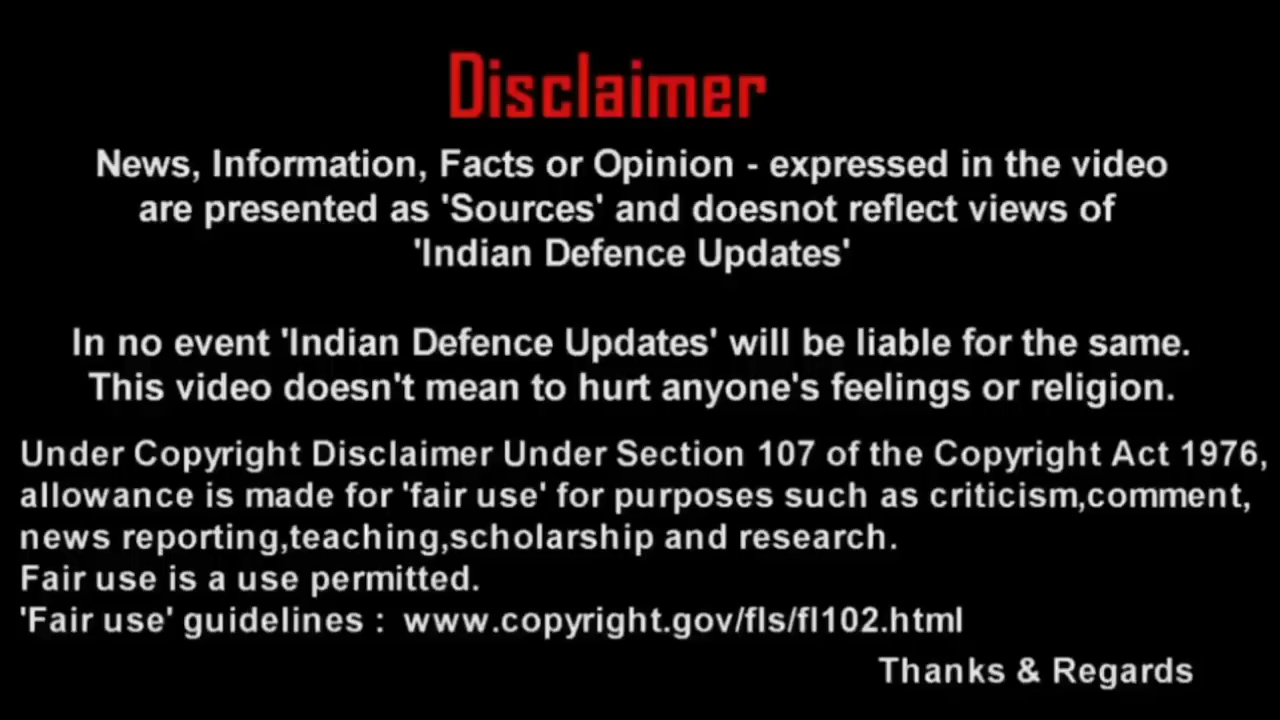 Disclaimer
News, Information, Facts or Opinion - expressed in the video
are presented as 'Sources' and doesnot reflect views of
'Indian Defence Updates'
In no event 'Indian Defence Updates' will be liable for the same.
This video doesn't mean to hurt anyone's feelings or religion.
Under Copyright Disclaimer Under Section 107 of the Copyright Act 1976,
allowance is made for 'fair use' for purposes such as criticism,comment,
news reporting,teaching,scholarship and research.
Fair use is a use permitted.
'Fair use' guidelines : www.copyright.gov/fls/fl102.html
Thanks & Regards